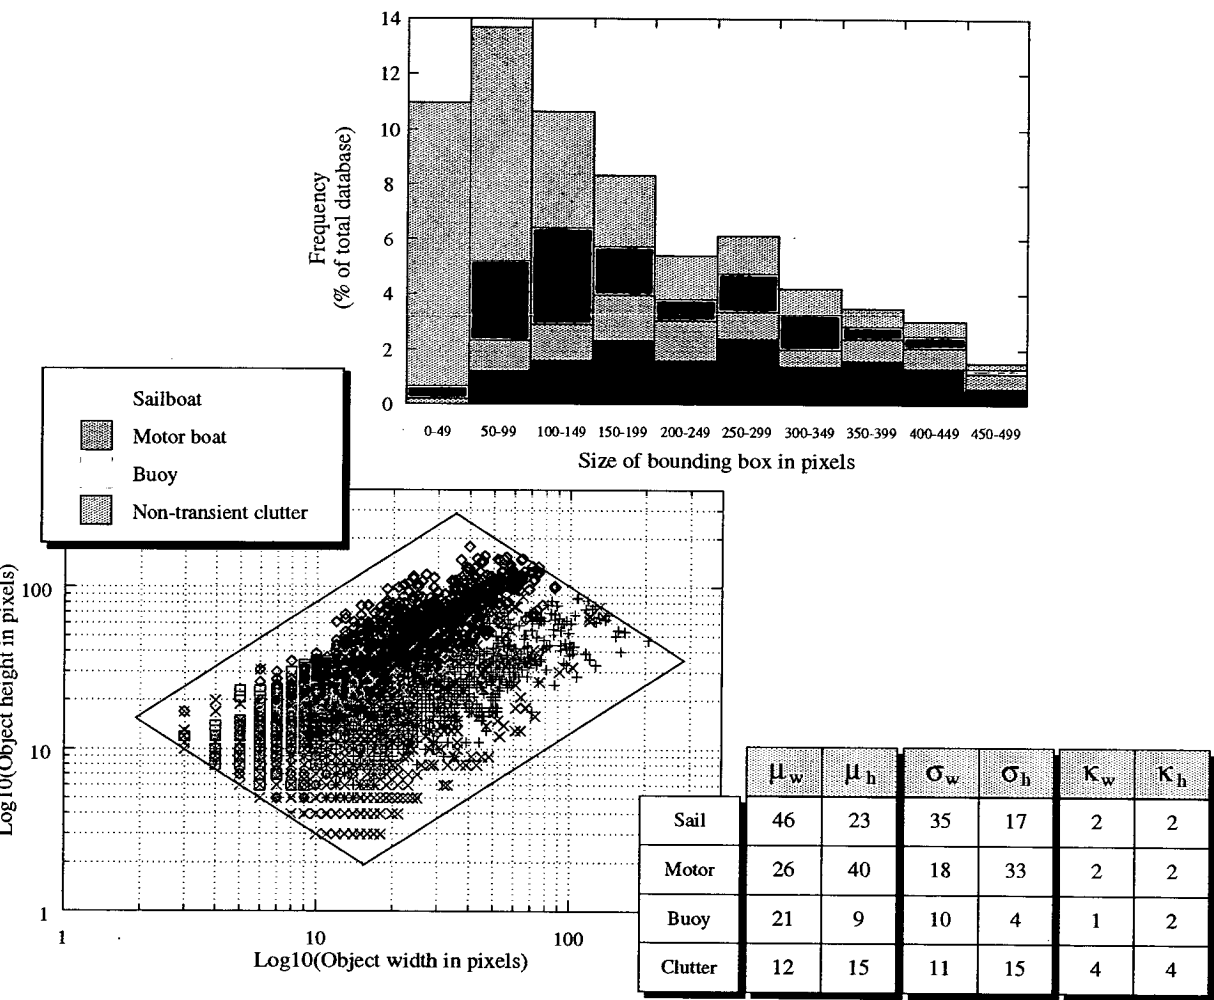 14
12
10
8
6
4
2
0
Frequency
(% of total database)
0-49 50-99 100-149 150-199 200-249 250-299 300-349 350-399 400-449 450-499
Size of bounding box in pixels
Sailboat
Motor boat
Buoy
Non-transient clutter
100
10
1
Log10(Object height in pixels)
1 10 100
Log10(Object width in pixels)
μw μh σw σh κw κh
Sail 46 23 35 17 2 2
Motor 26 40 18 33 2 2
Buoy 21 9 10 4 1 2
Clutter 12 15 11 15 4 4